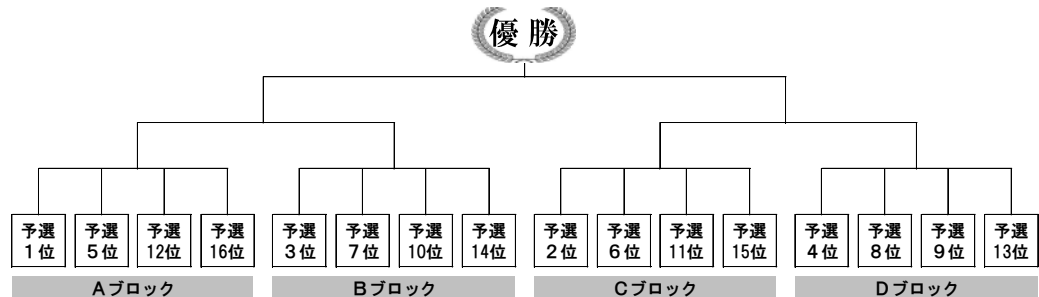 優勝
予選
1位
予選
5位
予選
12位
予選
16位
予選
3位
予選
7位
予選
10位
予選
14位
予選
2位
予選
6位
予選
11位
予選
15位
予選
4位
予選
8位
予選
9位
予選
13位
Aブロック
Bブロック
Cブロック
Dブロック